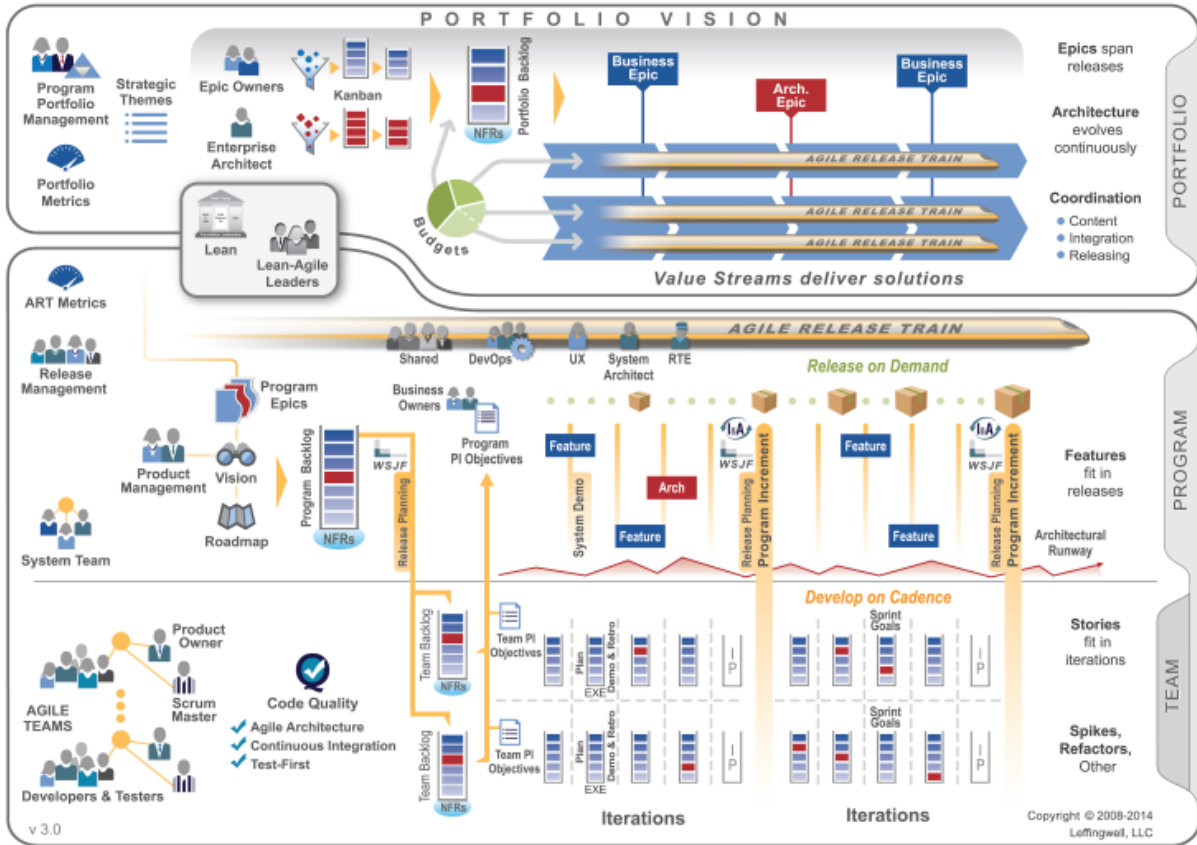 PORTFOLIO VISION
Program
Portfolio
Management
Strategic
Themes
Portfolio
Metrics
Epic Owners
Enterprise
Architect
Kanban
Portfolio Backlog
NFRs
Budgets
Business
Epic
Arch.
Epic
Business
Epic
AGILE RELEASE TRAIN
AGILE RELEASE TRAIN
AGILE RELEASE TRAIN
Value Streams deliver solutions
Epics span
releases
Architecture
evolves
continuously
Coordination
Content
Integration
Releasing
PORTFOLIO
Lean
Lean-Agile
Leaders
ART Metrics
Release
Management
System Team
Program
Epics
Product
Management
Vision
Roadmap
Program Backlog
NFRs
WSJF
Release Planning
AGILE RELEASE TRAIN
Shared
DevOps
UX
System
Architect
RTE
Business
Owners
Program
PI Objectives
Release on Demand
Feature
System Demo
Feature
Arch
I&A
WSJF
Release Planning
Program Increment
Feature
Feature
I&A
WSJF
Release Planning
Program Increment
Features
fit in
releases
Architectural
Runway
PROGRAM
Develop on Cadence
AGILE
TEAMS
Product
Owner
Scrum
Master
Developers & Testers
Code Quality
Agile Architecture
Continuous Integration
Test-First
Team Backlog
NFRs
Team PI
Objectives
Plan
EXE
Demo & Retro
I
P
Sprint
Goals
I
P
Stories
fit in
iterations
Team Backlog
NFRs
Team PI
Objectives
Plan
EXE
Demo & Retro
I
P
Sprint
Goals
I
P
Spikes,
Refactors,
Other
TEAM
Iterations
Iterations
v 3.0
Copyright © 2008-2014
Leffingwell, LLC